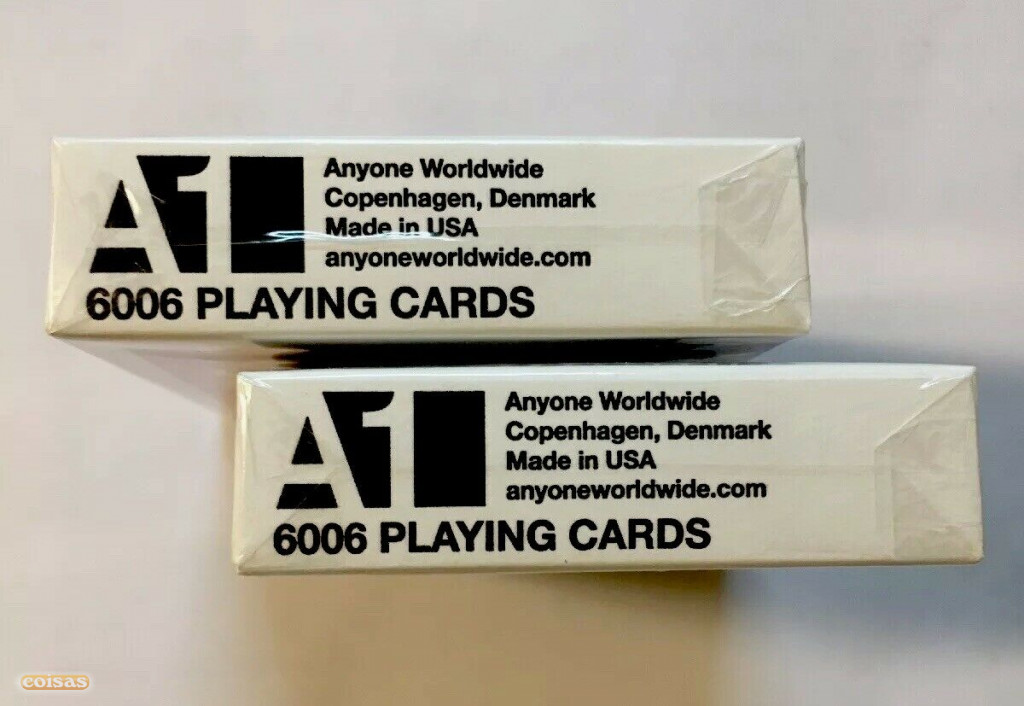 A1
Anyone Worldwide
Copenhagen, Denmark
Made in USA
anyoneworldwide.com
6006 PLAYING CARDS
A1
Anyone Worldwide
Copenhagen, Denmark
Made in USA
anyoneworldwide.com
6006 PLAYING CARDS
coisas